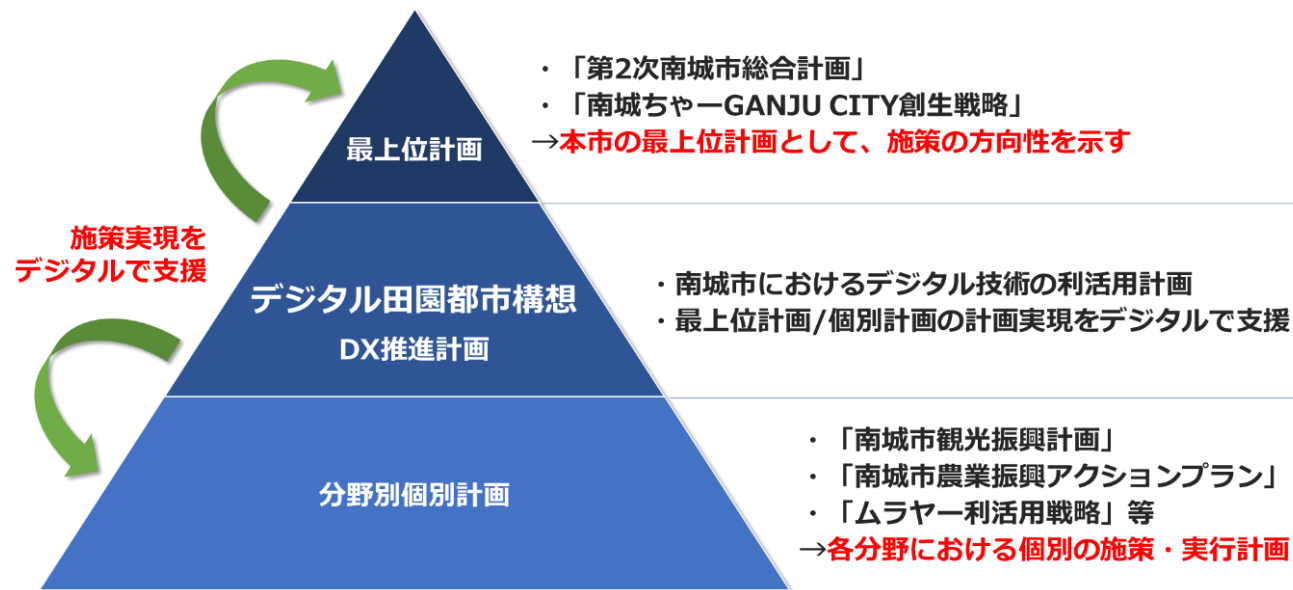 ・「第2次南城市総合計画」
・「南城ちゃーGANJU CITY創生戦略」
→本市の最上位計画として、施策の方向性を示す
最上位計画
施策実現を
デジタルで支援
デジタル田園都市構想
DX推進計画
・南城市におけるデジタル技術の利活用計画
・最上位計画/個別計画の計画実現をデジタルで支援
分野別個別計画
・「南城市観光振興計画」
・「南城市農業振興アクションプラン」
・「ムラヤー利活用戦略」等
→各分野における個別の施策・実行計画